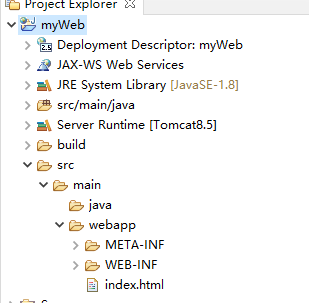 Project Explorer
myWeb
Deployment Descriptor: myWeb
JAX-WS Web Services
JRE System Library [JavaSE-1.8]
src/main/java
Server Runtime [Tomcat8.5]
build
src
main
java
webapp
META-INF
WEB-INF
index.html